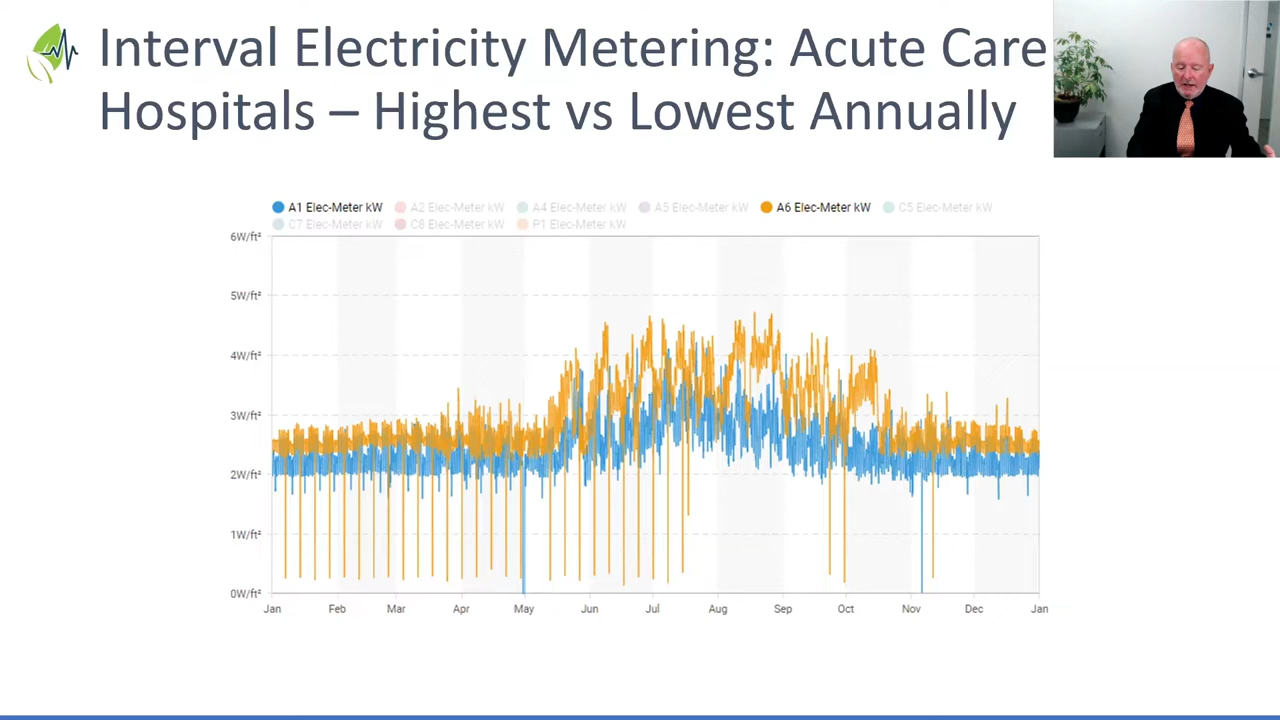 Interval Electricity Metering: Acute Care
Hospitals – Highest vs Lowest Annually
A1 Elec-Meter kW A2 Elec-Meter kW A4 Elec-Meter kW A5 Elec-Meter kW A6 Elec-Meter kW C5 Elec-Meter kW
C7 Elec-Meter kW C8 Elec-Meter kW P1 Elec-Meter kW
6W/ft²
5W/ft²
4W/ft²
3W/ft²
2W/ft²
1W/ft²
0W/ft²
Jan Feb Mar Apr May Jun Jul Aug Sep Oct Nov Dec Jan